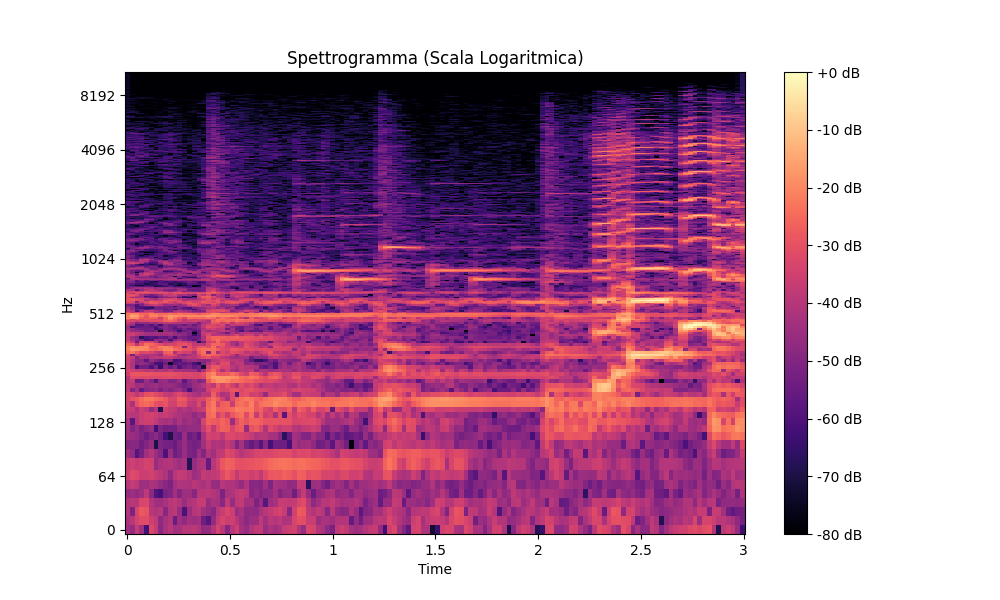 Spettrogramma (Scala Logaritmica)
8192
4096
2048
1024
512
256
128
64
0
Hz
0 0.5 1 1.5 2 2.5 3
Time
+0 dB
-10 dB
-20 dB
-30 dB
-40 dB
-50 dB
-60 dB
-70 dB
-80 dB